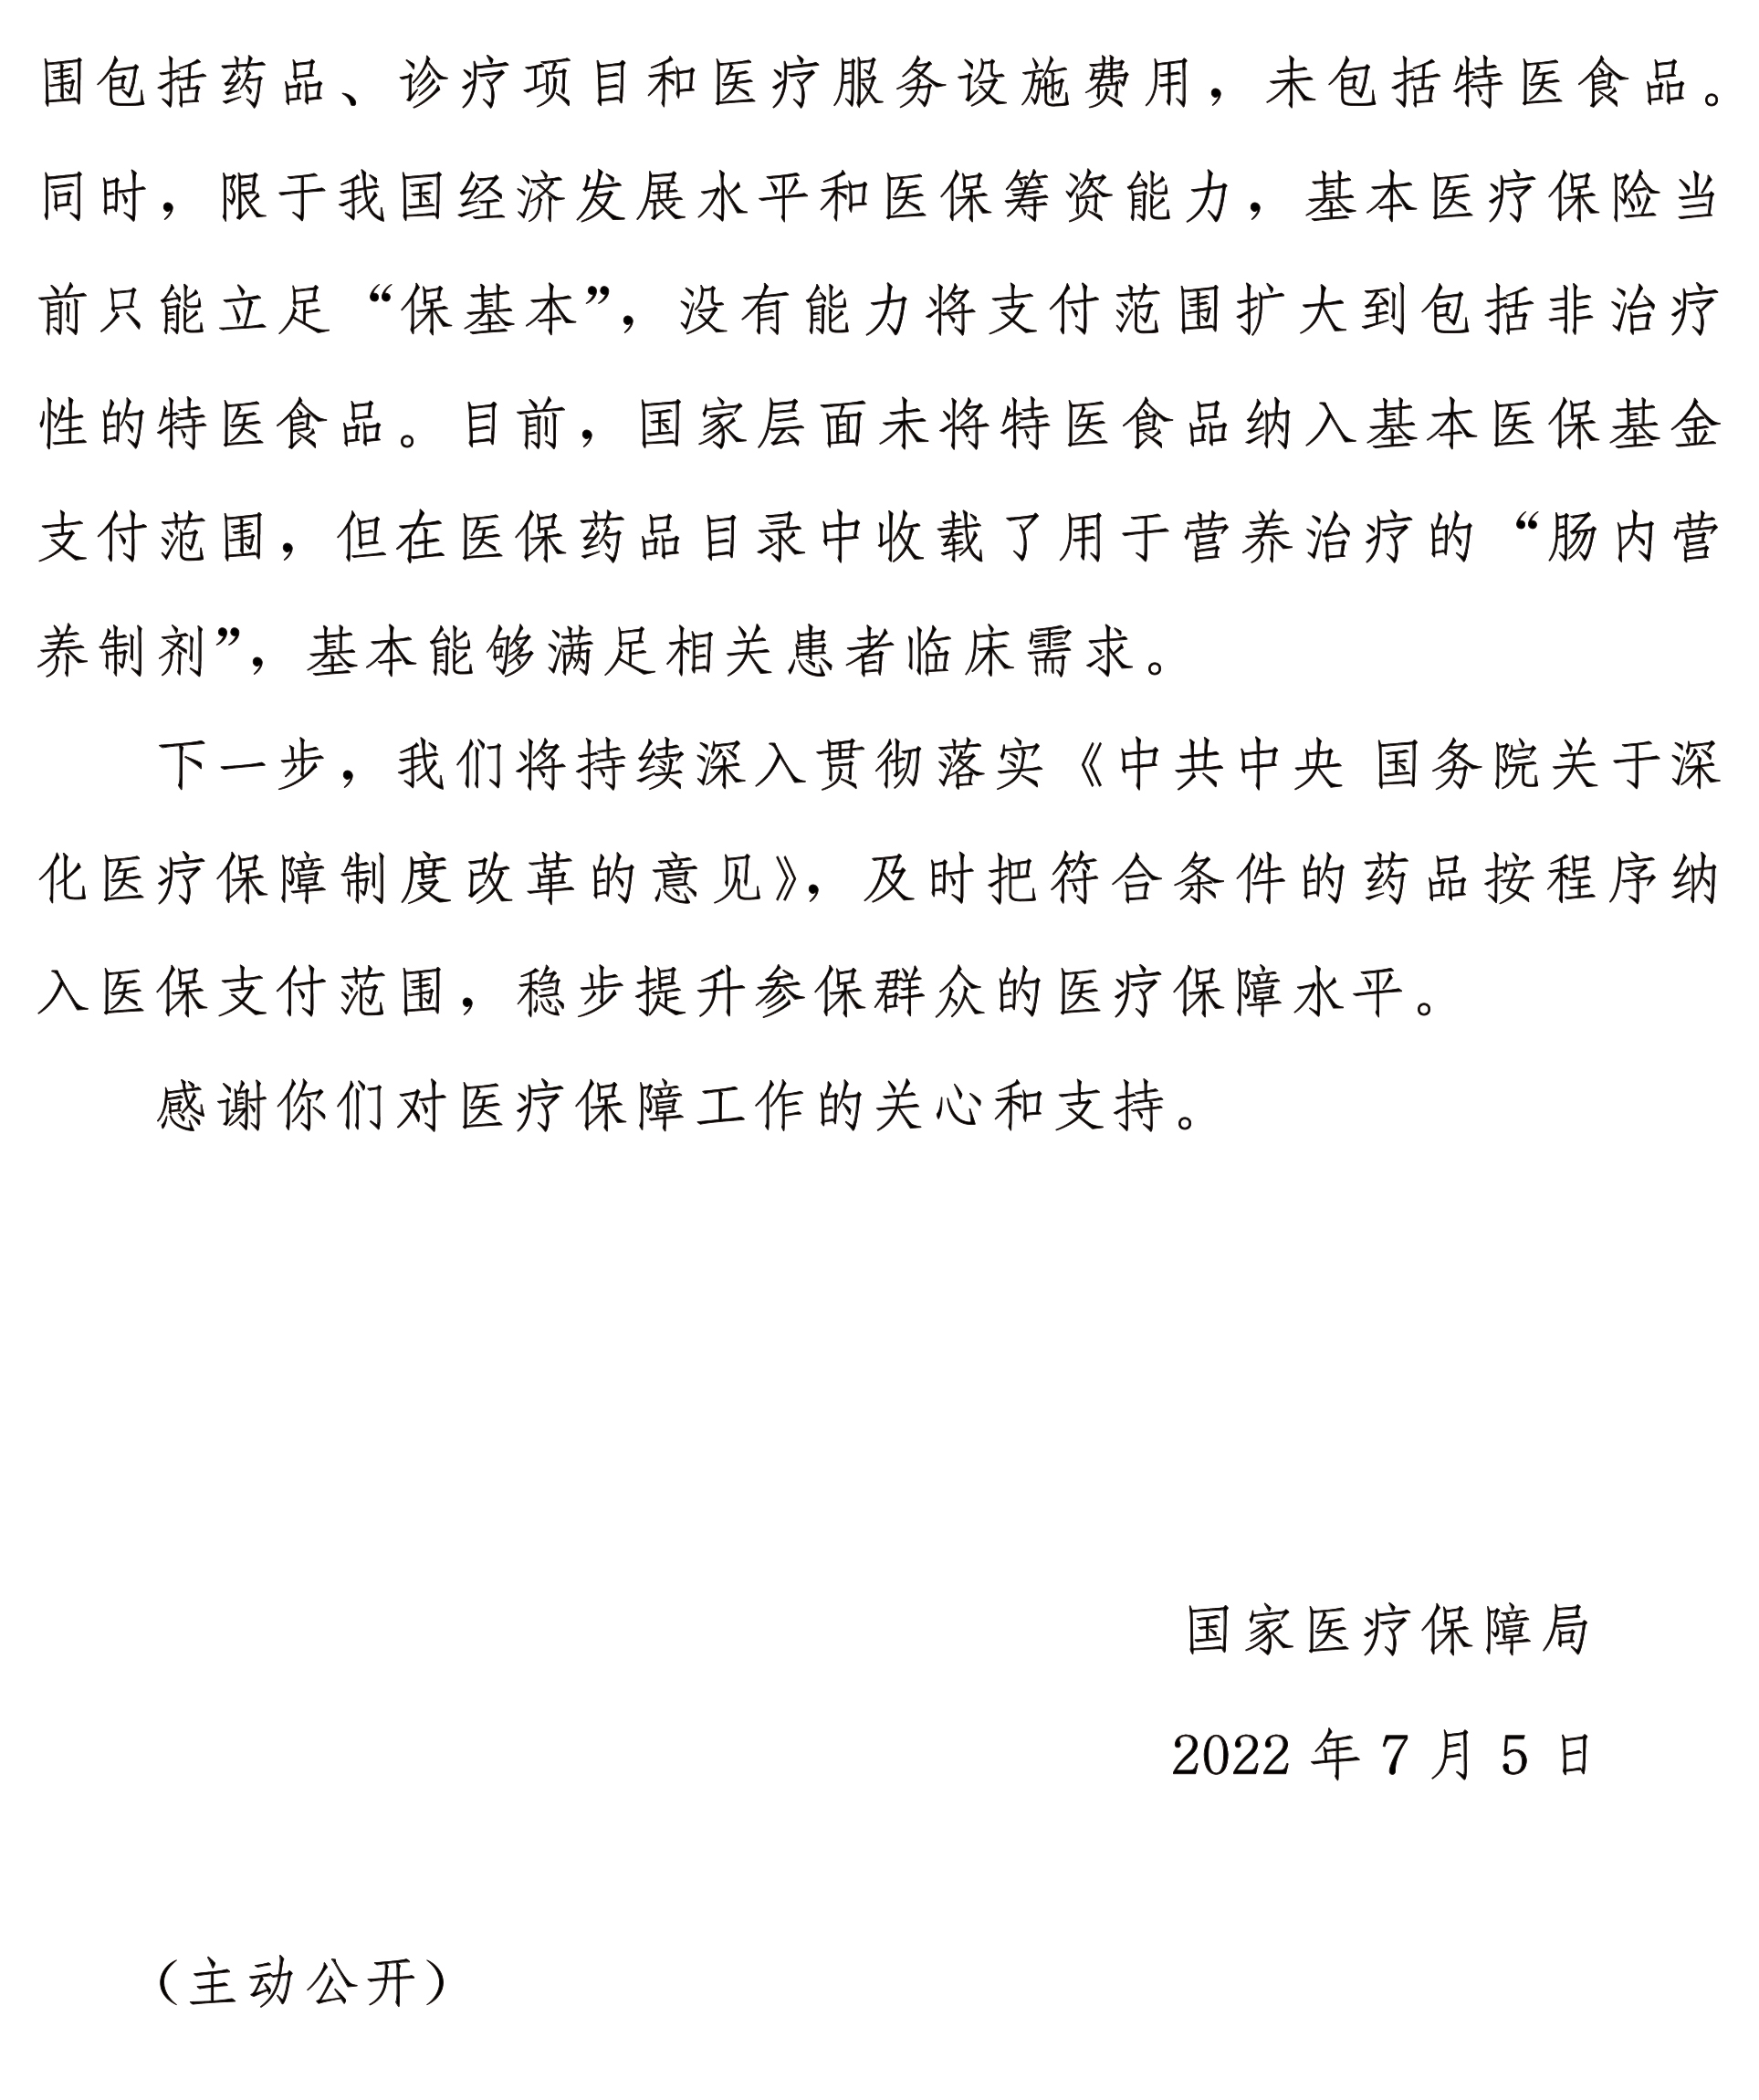 围包括药品、诊疗项目和医疗服务设施费用，未包括特医食品。
同时，限于我国经济发展水平和医保筹资能力，基本医疗保险当
前只能立足“保基本”，没有能力将支付范围扩大到包括非治疗
性的特医食品。目前，国家层面未将特医食品纳入基本医保基金
支付范围，但在医保药品目录中收载了用于营养治疗的“肠内营
养制剂”，基本能够满足相关患者临床需求。
下一步，我们将持续深入贯彻落实《中共中央 国务院关于深
化医疗保障制度改革的意见》，及时把符合条件的药品按程序纳
入医保支付范围，稳步提升参保群众的医疗保障水平。
感谢你们对医疗保障工作的关心和支持。
国家医疗保障局
2022 年 7 月 5 日
（主动公开）